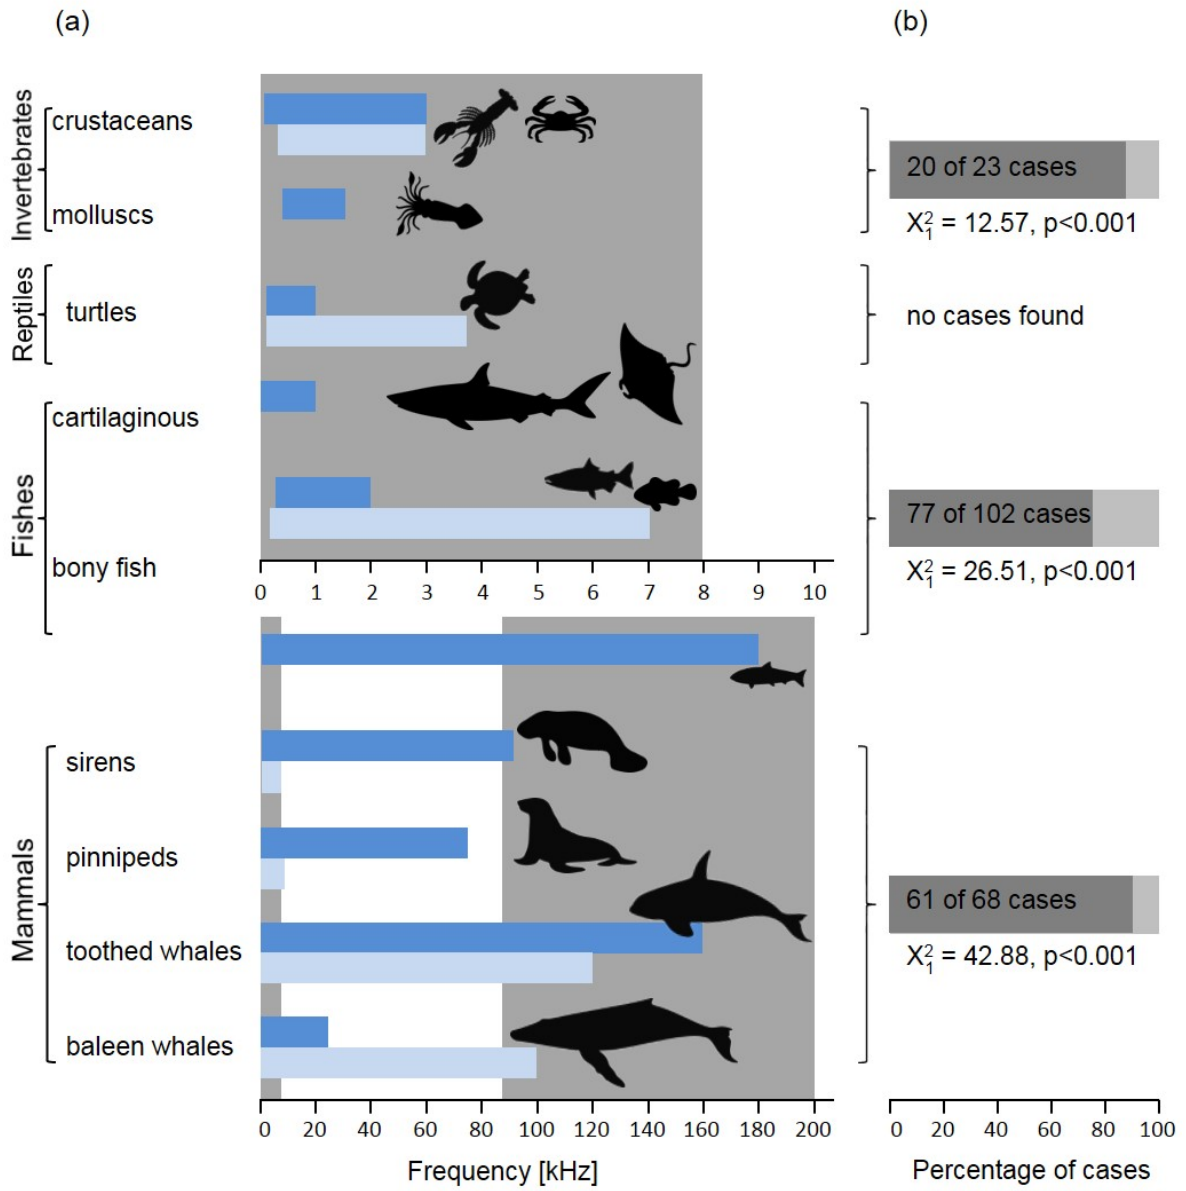 (a)
(b)
Invertebrates
crustaceans
molluscs
20 of 23 cases
X²₁ = 12.57, p<0.001
Reptiles
turtles
no cases found
Fishes
cartilaginous
bony fish
77 of 102 cases
X²₁ = 26.51, p<0.001
0 1 2 3 4 5 6 7 8 9 10
Mammals
sirens
pinnipeds
toothed whales
baleen whales
61 of 68 cases
X²₁ = 42.88, p<0.001
0 20 40 60 80 100 120 140 160 180 200
Frequency [kHz]
0 20 40 60 80 100
Percentage of cases